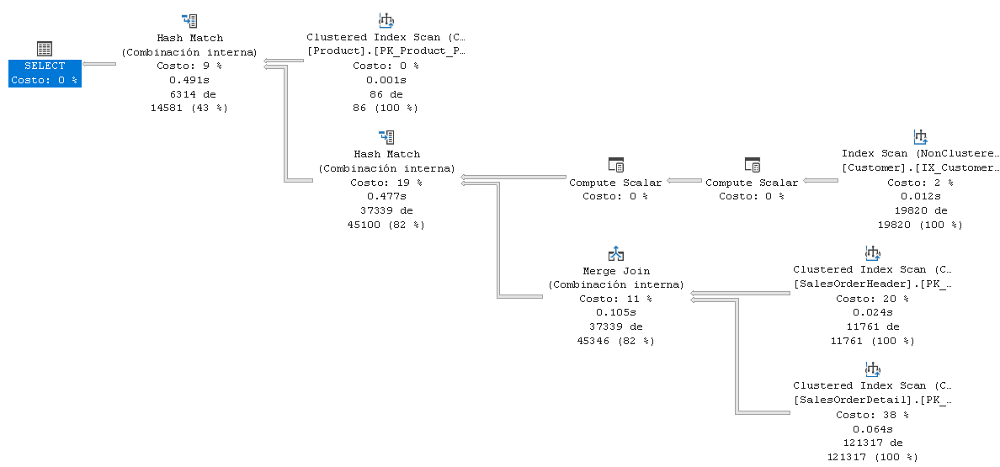 SELECT
Costo: 0 %
Hash Match
(Combinación interna)
Costo: 9 %
0.491s
6314 de
14581 (43 %)
Clustered Index Scan (C…
[Product].[PK_Product_P…
Costo: 0 %
0.001s
86 de
86 (100 %)
Hash Match
(Combinación interna)
Costo: 19 %
0.477s
37339 de
45100 (82 %)
Compute Scalar
Costo: 0 %
Compute Scalar
Costo: 0 %
Index Scan (NonClustere…
[Customer].[IX_Customer…
Costo: 2 %
0.012s
19820 de
19820 (100 %)
Merge Join
(Combinación interna)
Costo: 11 %
0.105s
37339 de
45346 (82 %)
Clustered Index Scan (C…
[SalesOrderHeader].[PK_…
Costo: 20 %
0.024s
11761 de
11761 (100 %)
Clustered Index Scan (C…
[SalesOrderDetail].[PK_…
Costo: 38 %
0.064s
121317 de
121317 (100 %)